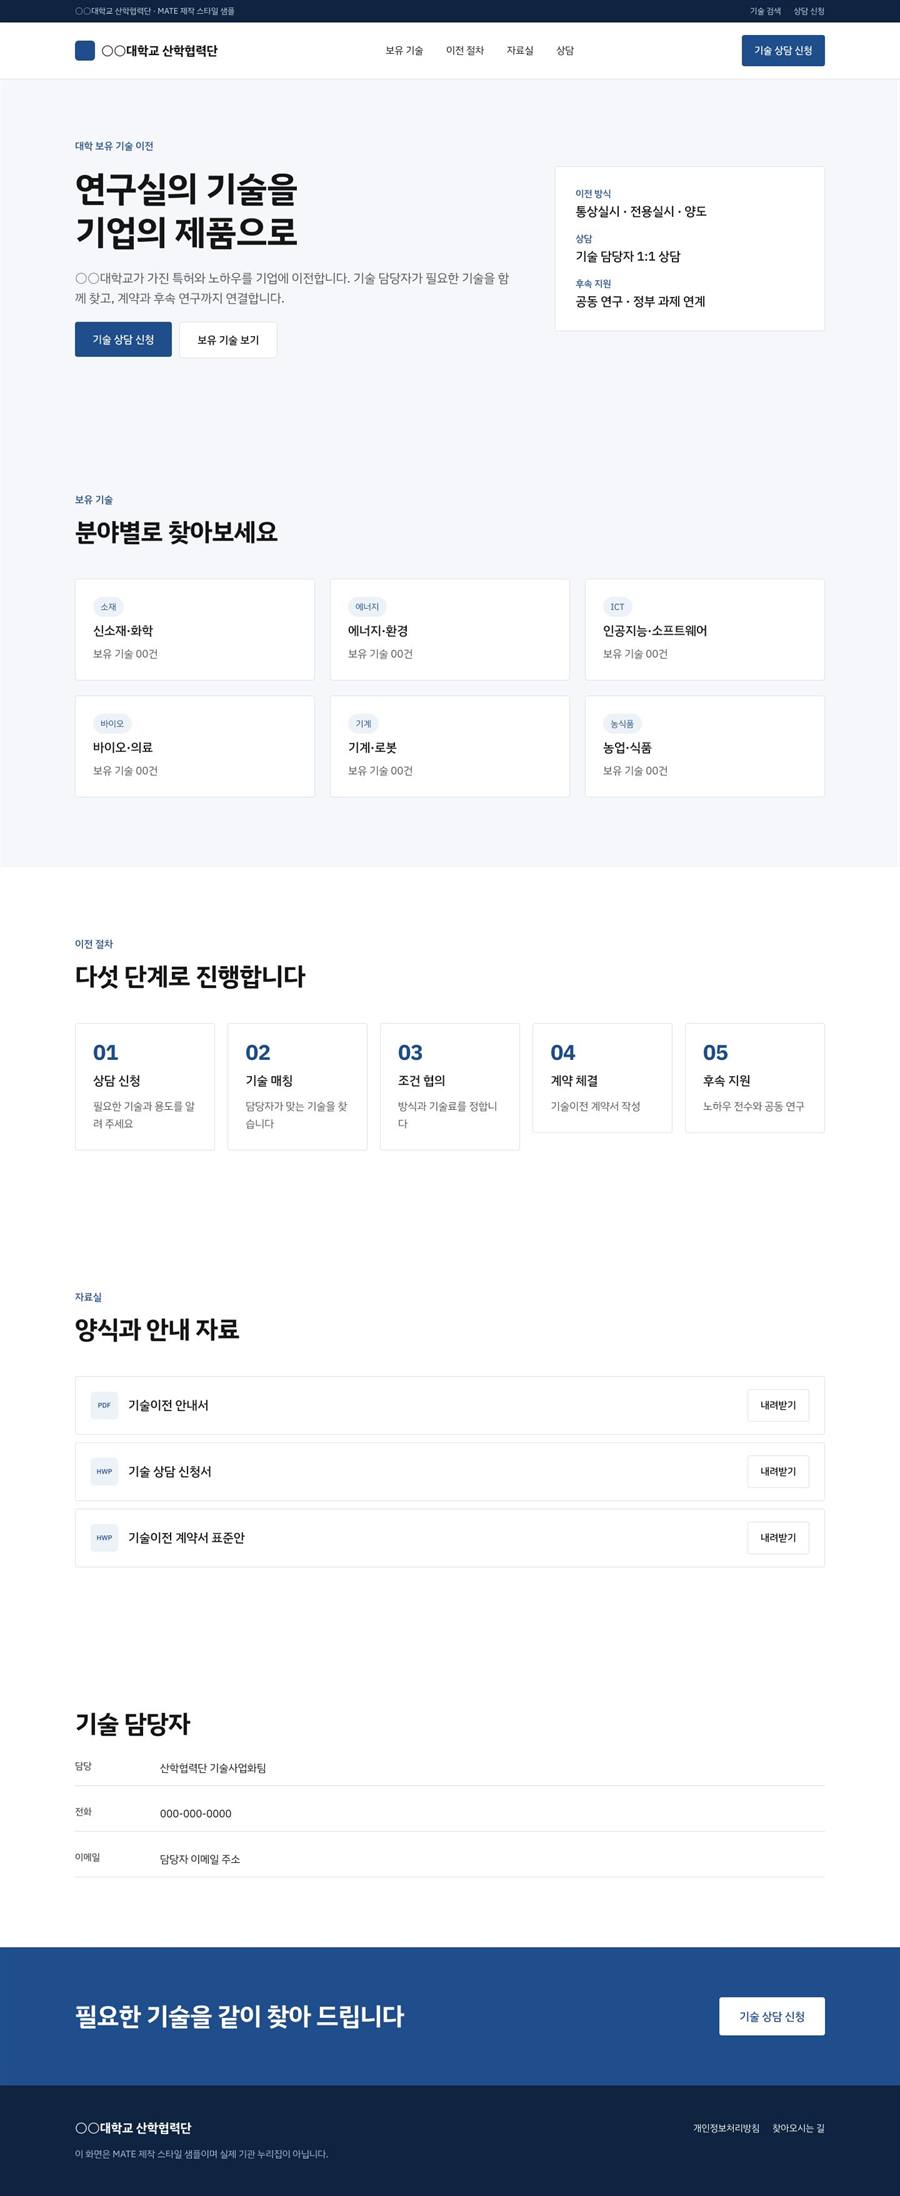 ○○대학교 산학협력단 · MATE 제작 스타일 샘플
기술 검색 상담 신청
○○대학교 산학협력단
보유 기술 이전 절차 자료실 상담
기술 상담 신청
대학 보유 기술 이전
연구실의 기술을
기업의 제품으로
○○대학교가 가진 특허와 노하우를 기업에 이전합니다. 기술 담당자가 필요한 기술을 함
께 찾고, 계약과 후속 연구까지 연결합니다.
기술 상담 신청
보유 기술 보기
이전 방식
통상실시 · 전용실시 · 양도
상담
기술 담당자 1:1 상담
후속 지원
공동 연구 · 정부 과제 연계
보유 기술
분야별로 찾아보세요
소재
신소재·화학
보유 기술 00건
에너지
에너지·환경
보유 기술 00건
ICT
인공지능·소프트웨어
보유 기술 00건
바이오
바이오·의료
보유 기술 00건
기계
기계·로봇
보유 기술 00건
농식품
농업·식품
보유 기술 00건
이전 절차
다섯 단계로 진행합니다
01
상담 신청
필요한 기술과 용도를 알
려 주세요
02
기술 매칭
담당자가 맞는 기술을 찾
습니다
03
조건 협의
방식과 기술료를 정합니
다
04
계약 체결
기술이전 계약서 작성
05
후속 지원
노하우 전수와 공동 연구
자료실
양식과 안내 자료
PDF 기술이전 안내서 내려받기
HWP 기술 상담 신청서 내려받기
HWP 기술이전 계약서 표준안 내려받기
기술 담당자
담당 산학협력단 기술사업화팀
전화 000-000-0000
이메일 담당자 이메일 주소
필요한 기술을 같이 찾아 드립니다
기술 상담 신청
○○대학교 산학협력단
개인정보처리방침 찾아오시는 길
이 화면은 MATE 제작 스타일 샘플이며 실제 기관 누리집이 아닙니다.